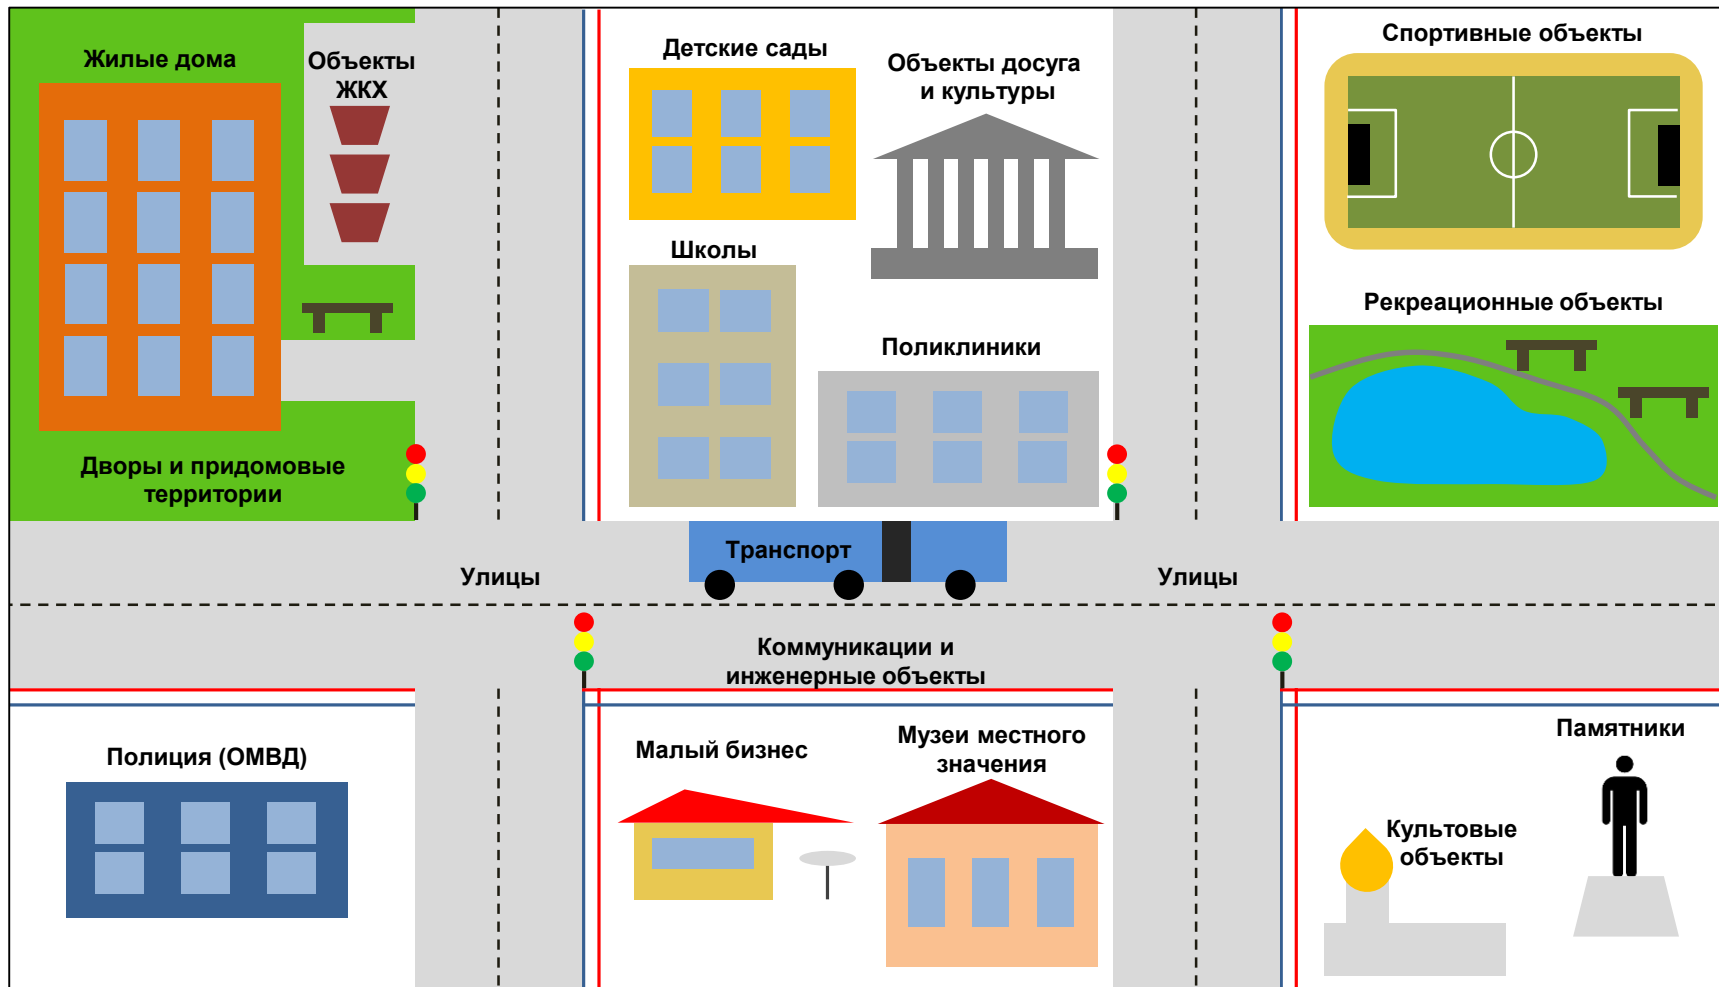 Жилые дома
Объекты
ЖКХ
Детские сады
Объекты досуга
и культуры
Спортивные объекты
Школы
Рекреационные объекты
Поликлиники
Дворы и придомовые
территории
Транспорт
Улицы
Улицы
Коммуникации и
инженерные объекты
Полиция (ОМВД)
Малый бизнес
Музеи местного
значения
Памятники
Культовые
объекты